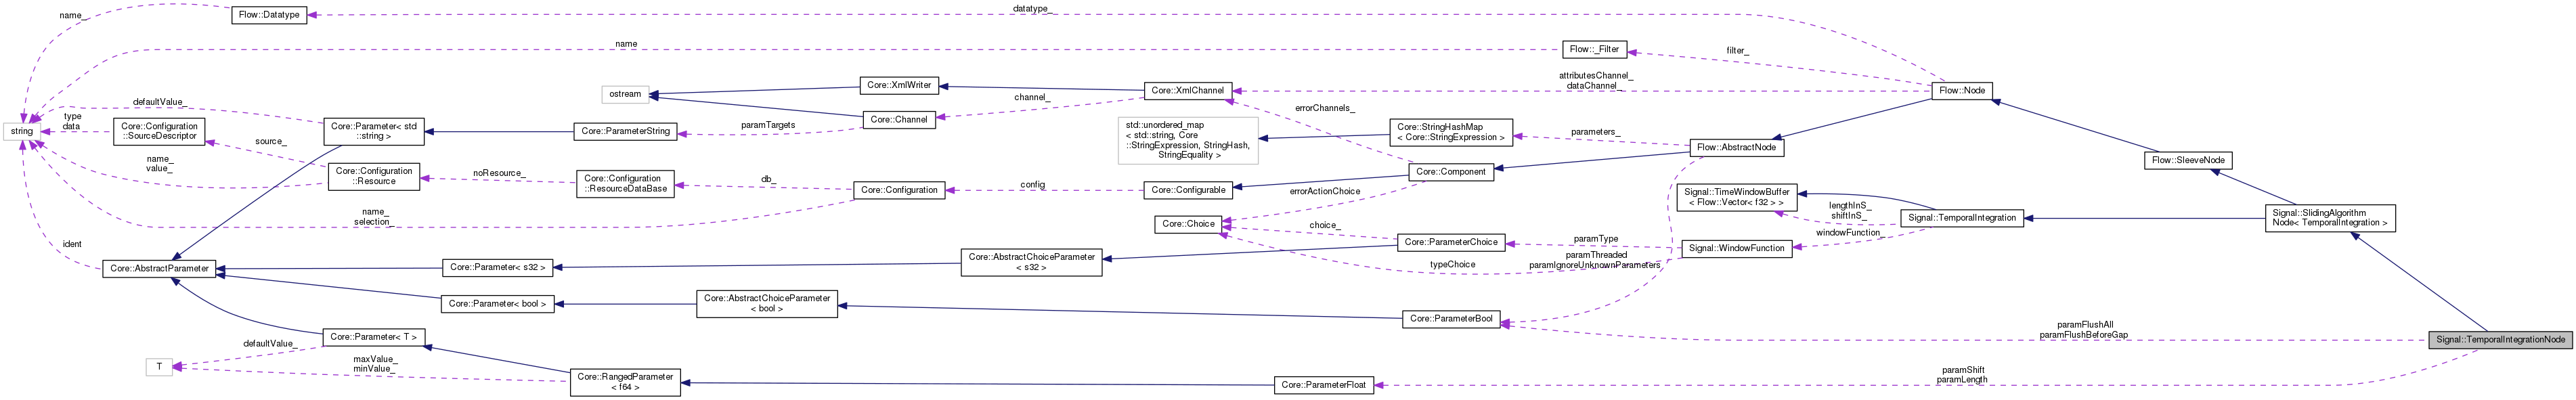 name_
Flow::Datatype
datatype_
name
Flow::_Filter
filter_
ostream
Core::XmlWriter
Core::XmlChannel
attributesChannel_
dataChannel_
Flow::Node
defaultValue_
channel_
errorChannels_
string
type
data
Core::Configuration
::SourceDescriptor
Core::Parameter< std
::string >
Core::ParameterString
paramTargets
Core::Channel
std::unordered_map
< std::string, Core
::StringExpression, StringHash,
StringEquality >
Core::StringHashMap
< Core::StringExpression >
parameters_
Flow::AbstractNode
Flow::SleeveNode
source_
name_
value_
Core::Configuration
::Resource
noResource_
Core::Configuration
::ResourceDataBase
db_
Core::Configuration
config
Core::Configurable
Core::Component
errorActionChoice
Signal::TimeWindowBuffer
< Flow::Vector< f32 > >
lengthInS_
shiftInS_
Signal::TemporalIntegration
Signal::SlidingAlgorithm
Node< TemporalIntegration >
name_
selection_
Core::Choice
choice_
Core::ParameterChoice
paramType
Signal::WindowFunction
windowFunction_
ident
Core::AbstractParameter
Core::Parameter< s32 >
Core::AbstractChoiceParameter
< s32 >
typeChoice
paramThreaded
paramIgnoreUnknownParameters
Core::Parameter< bool >
Core::AbstractChoiceParameter
< bool >
Core::ParameterBool
paramFlushAll
paramFlushBeforeGap
Signal::TemporalIntegrationNode
Core::Parameter< T >
defaultValue_
T
maxValue_
minValue_
Core::RangedParameter
< f64 >
Core::ParameterFloat
paramShift
paramLength